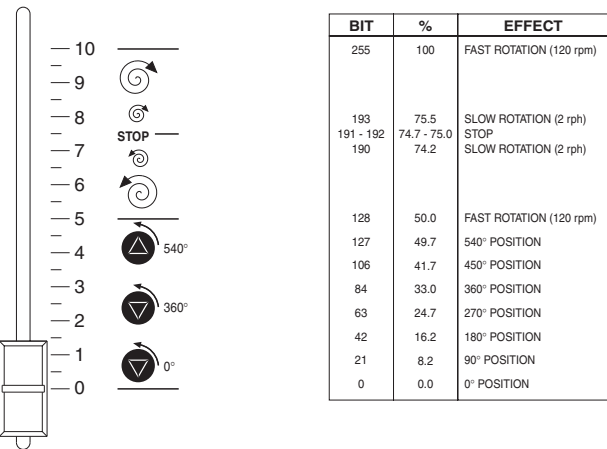 10
9
8
STOP
7
6
5
540°
4
3
360°
2
1
0°
0
BIT % EFFECT
255 100 FAST ROTATION (120 rpm)
193 75.5 SLOW ROTATION (2 rph)
191 - 192 74.7 - 75.0 STOP
190 74.2 SLOW ROTATION (2 rph)
128 50.0 FAST ROTATION (120 rpm)
127 49.7 540° POSITION
106 41.7 450° POSITION
84 33.0 360° POSITION
63 24.7 270° POSITION
42 16.2 180° POSITION
21 8.2 90° POSITION
0 0.0 0° POSITION